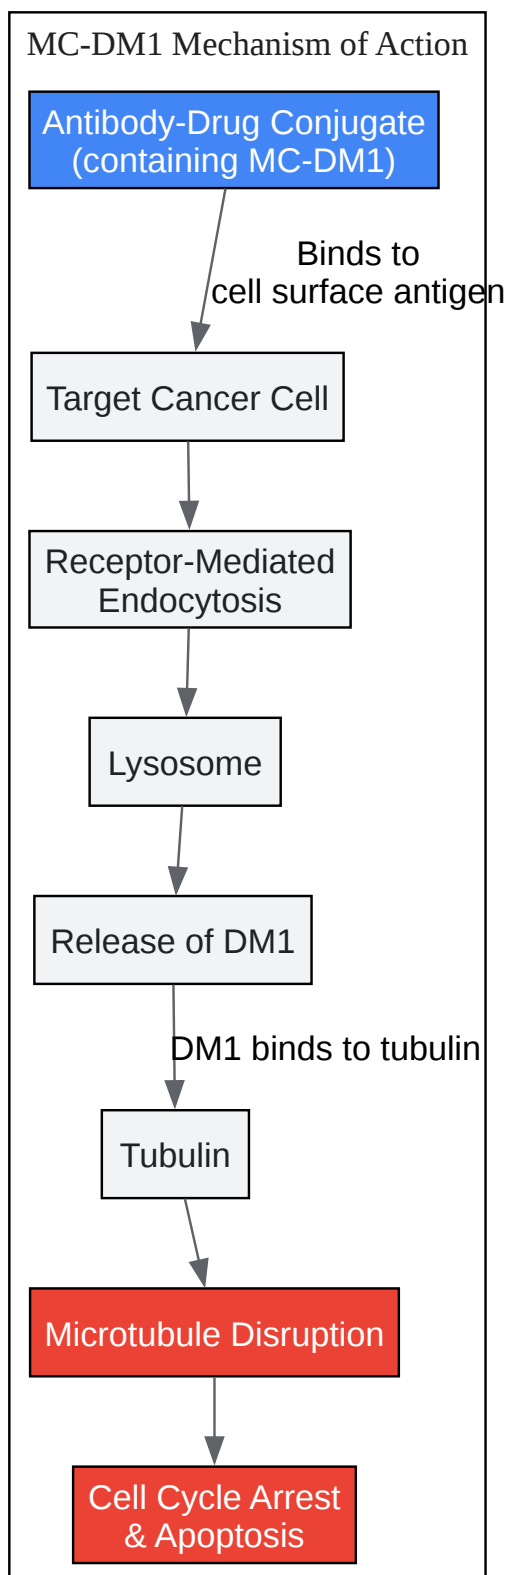 MC-DM1 Mechanism of Action
Antibody-Drug Conjugate
(containing MC-DM1)
Binds to
cell surface antigen
Target Cancer Cell
Receptor-Mediated
Endocytosis
Lysosome
Release of DM1
DM1 binds to tubulin
Tubulin
Microtubule Disruption
Cell Cycle Arrest
& Apoptosis